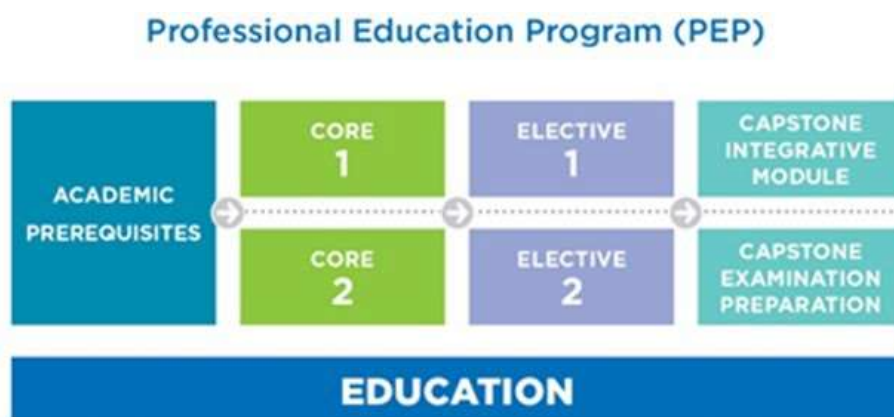 Professional Education Program (PEP)
ACADEMIC
PREREQUISITES
CORE
1
CORE
2
ELECTIVE
1
ELECTIVE
2
CAPSTONE
INTEGRATIVE
MODULE
CAPSTONE
EXAMINATION
PREPARATION
EDUCATION